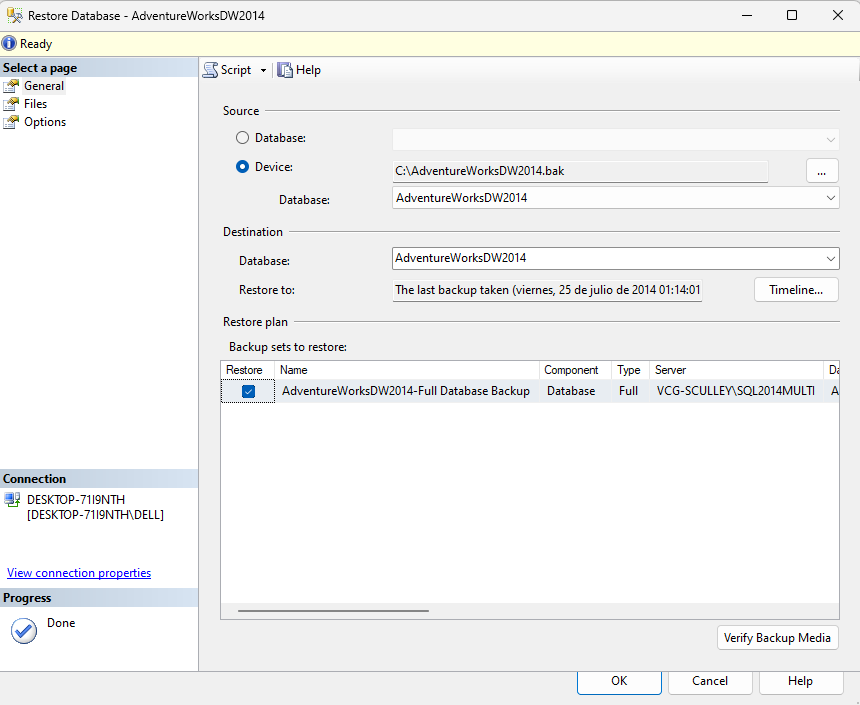 Restore Database - AdventureWorksDW2014
Ready
Select a page
General
Files
Options
Script
Help
Source
Database:
Device:
C:\AdventureWorksDW2014.bak
...
Database:
AdventureWorksDW2014
Destination
Database:
AdventureWorksDW2014
Restore to:
The last backup taken (viernes, 25 de julio de 2014 01:14:01
Timeline...
Restore plan
Backup sets to restore:
Restore Name Component Type Server Da
AdventureWorksDW2014-Full Database Backup Database Full VCG-SCULLEY\SQL2014MULTI A
Connection
DESKTOP-71I9NTH
[DESKTOP-71I9NTH\DELL]
View connection properties
Progress
Done
Verify Backup Media
OK
Cancel
Help